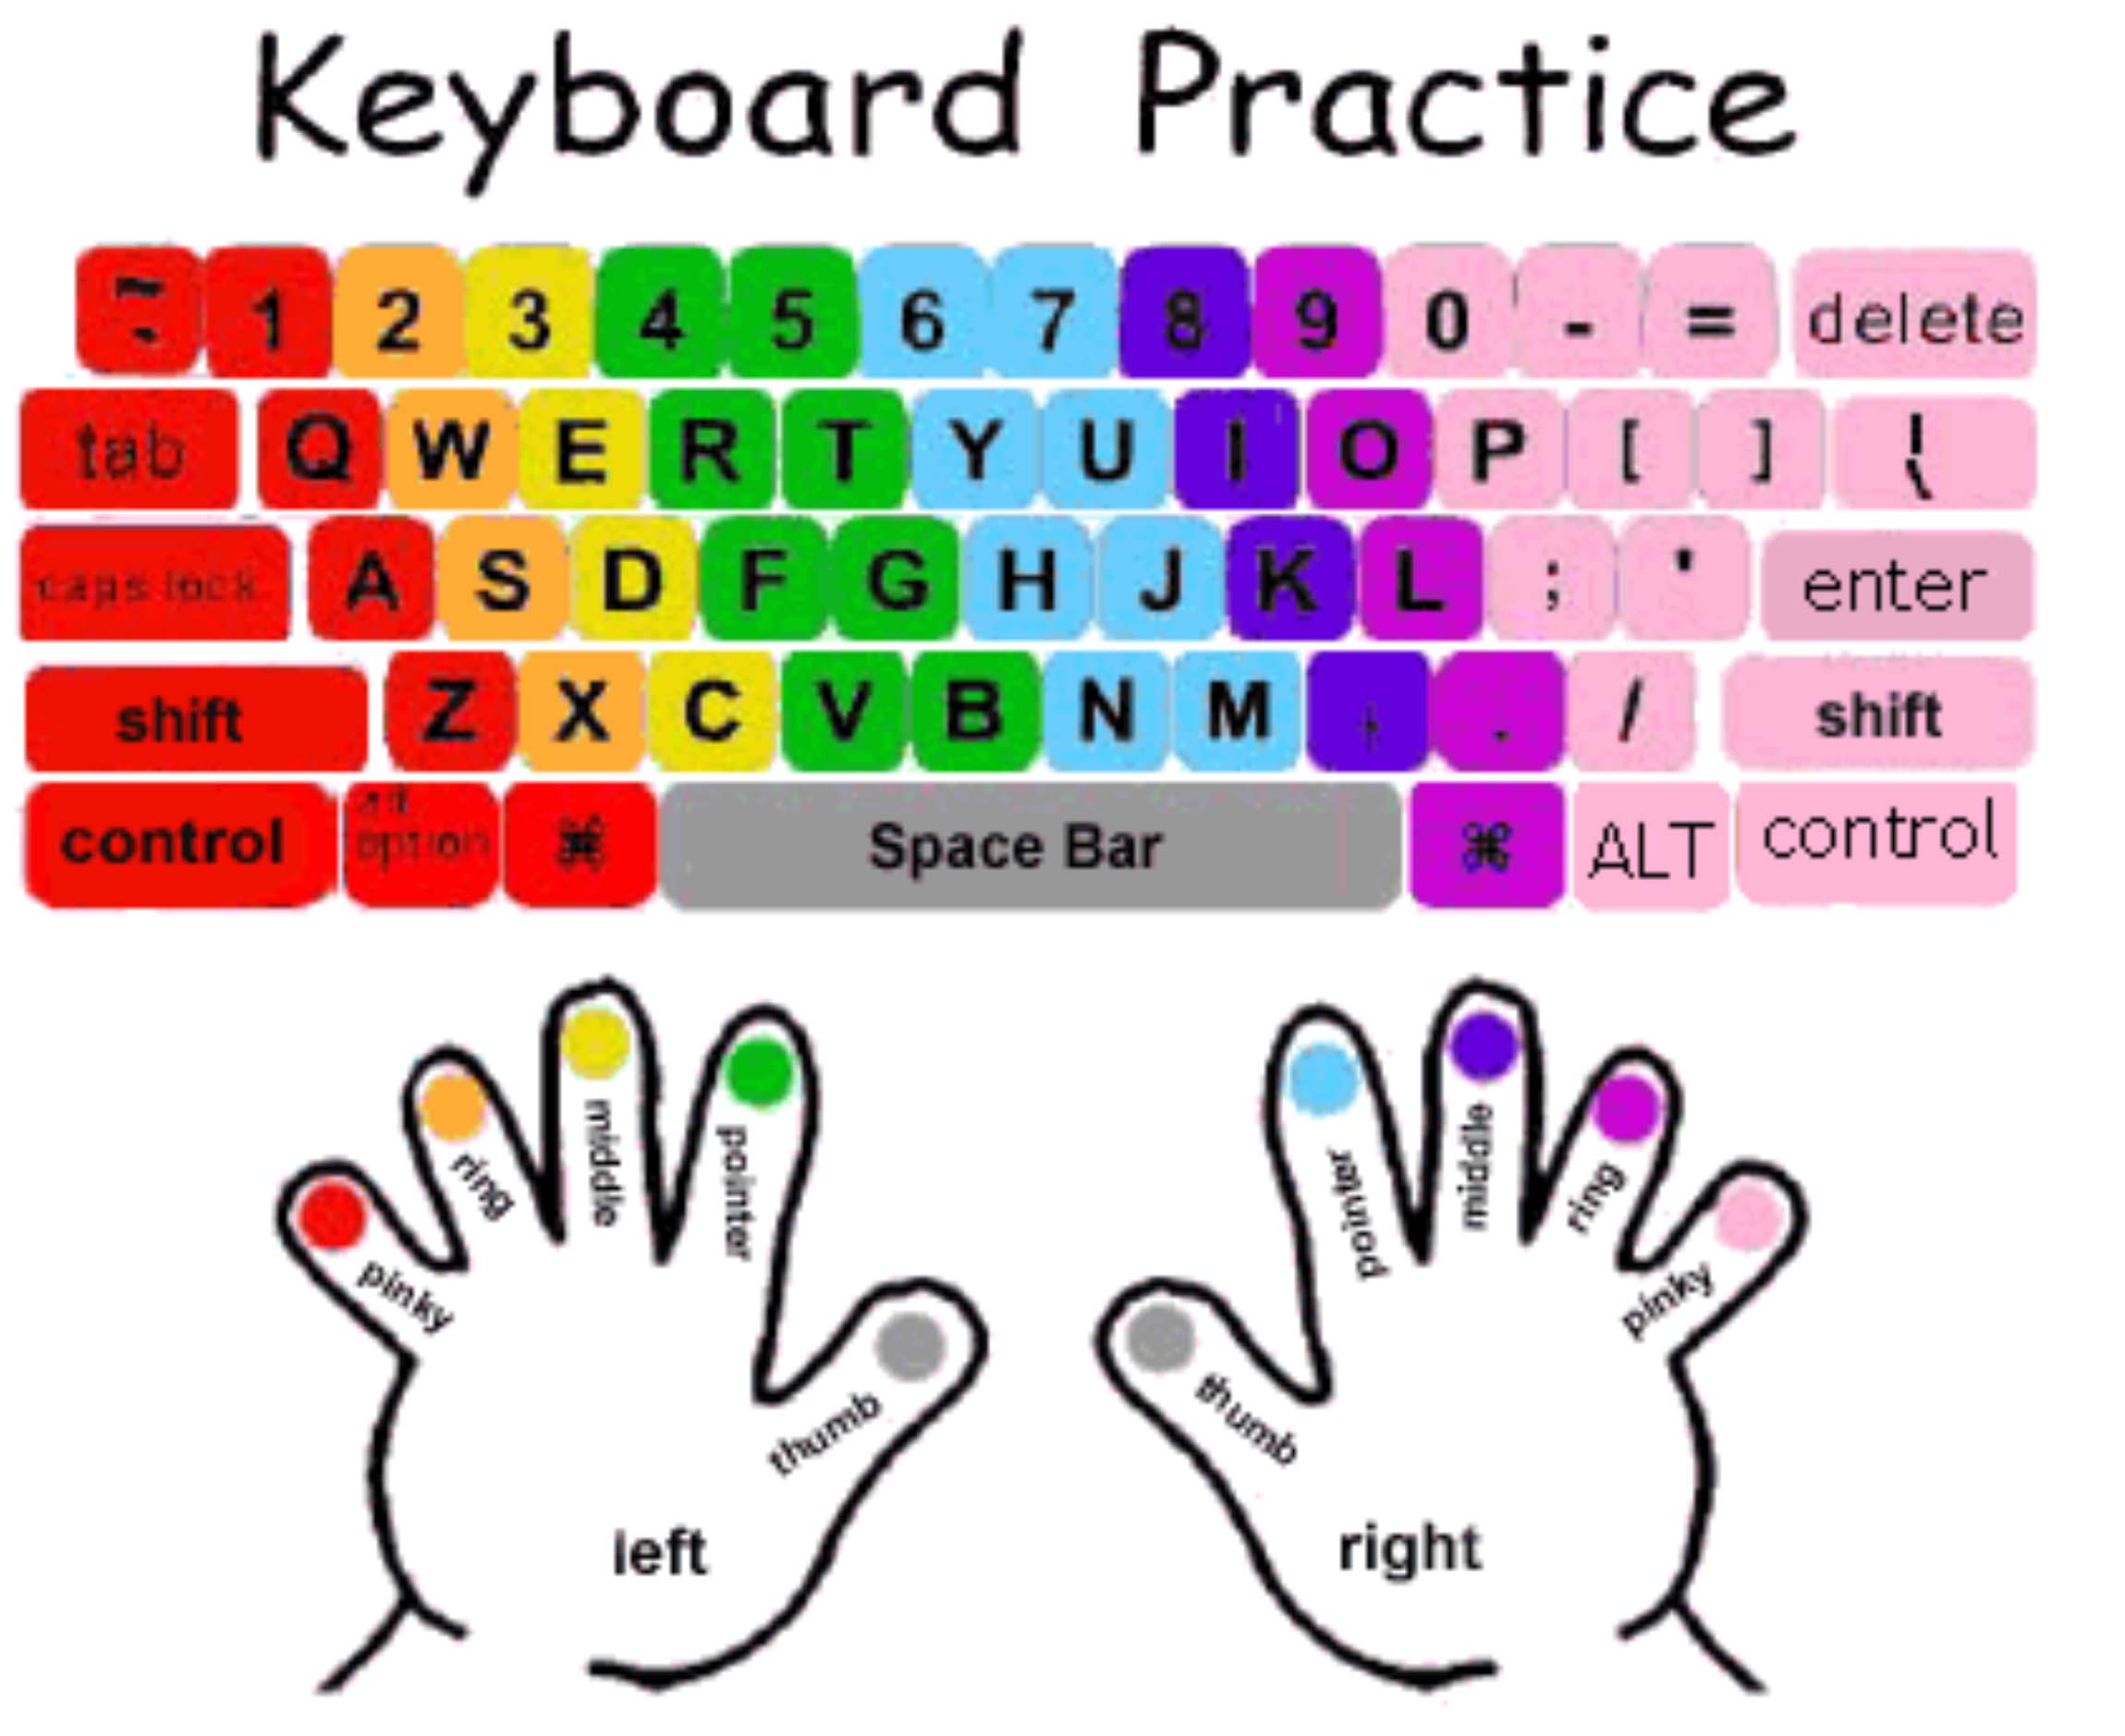 Keyboard Practice
~ 1 2 3 4 5 6 7 8 9 0 - = delete
tab Q W E R T Y U I O P [ ] \
caps lock A S D F G H J K L ; ' enter
shift Z X C V B N M , . / shift
control alt option ⌘ Space Bar ⌘ ALT control
pinky ring middle pointer thumb
thumb pointer middle ring pinky
left right